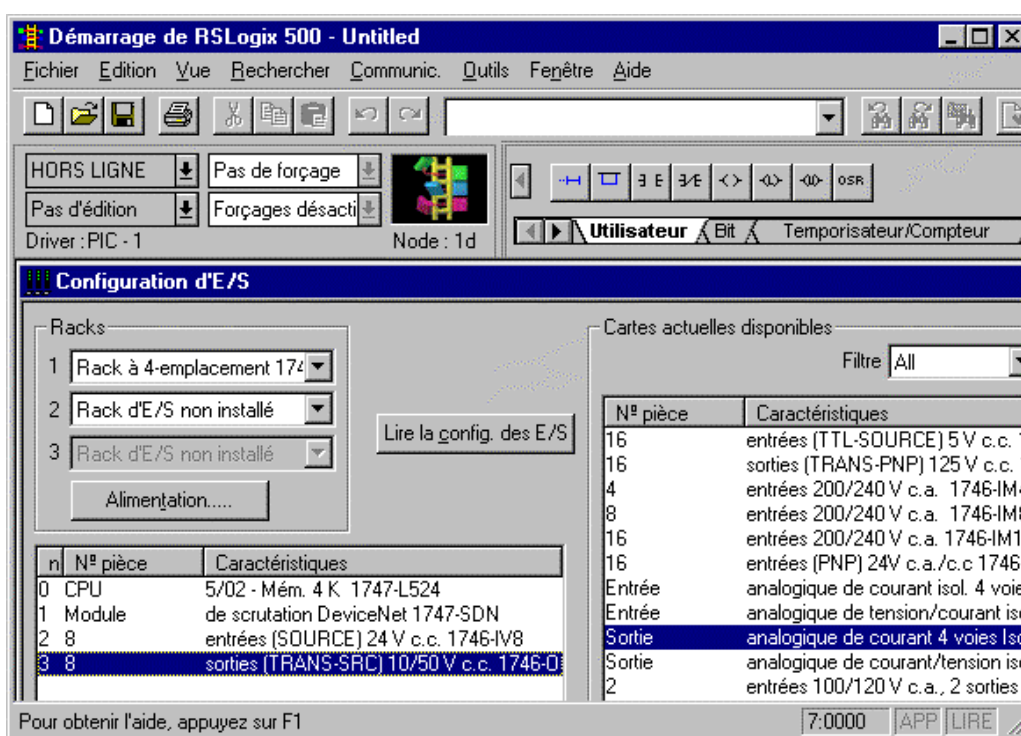 Démarrage de RSLogix 500 - Untitled
Fichier Edition Vue Rechercher Communic. Outils Fenêtre Aide
HORS LIGNE Pas de forçage
Pas d'édition Forçages désacti
Driver : PIC - 1 Node : 1d
OSR
Utilisateur Bit Temporisateur/Compteur
Configuration d'E/S
Racks
1 Rack à 4-emplacement 174
2 Rack d'E/S non installé
3 Rack d'E/S non installé
Alimentation.....
Lire la config. des E/S
n Nº pièce Caractéristiques
0 CPU 5/02 - Mém. 4 K 1747-L524
1 Module de scrutation DeviceNet 1747-SDN
2 8 entrées (SOURCE) 24 V c.c. 1746-IV8
3 8 sorties (TRANS-SRC) 10/50 V c.c. 1746-O
Cartes actuelles disponibles
Filtre All
Nº pièce Caractéristiques
16 entrées (TTL-SOURCE) 5 V c.c.
16 sorties (TRANS-PNP) 125 V c.c.
4 entrées 200/240 V c.a. 1746-IM4
8 entrées 200/240 V c.a. 1746-IM8
16 entrées 200/240 V c.a. 1746-IM1
16 entrées (PNP) 24V c.a./c.c 1746
Entrée analogique de courant isol. 4 voie
Entrée analogique de tension/courant iso
Sortie analogique de courant 4 voies Iso
Sortie analogique de courant/tension iso
2 entrées 100/120 V c.a., 2 sorties
Pour obtenir l'aide, appuyez sur F1 7:0000 APP LIRE